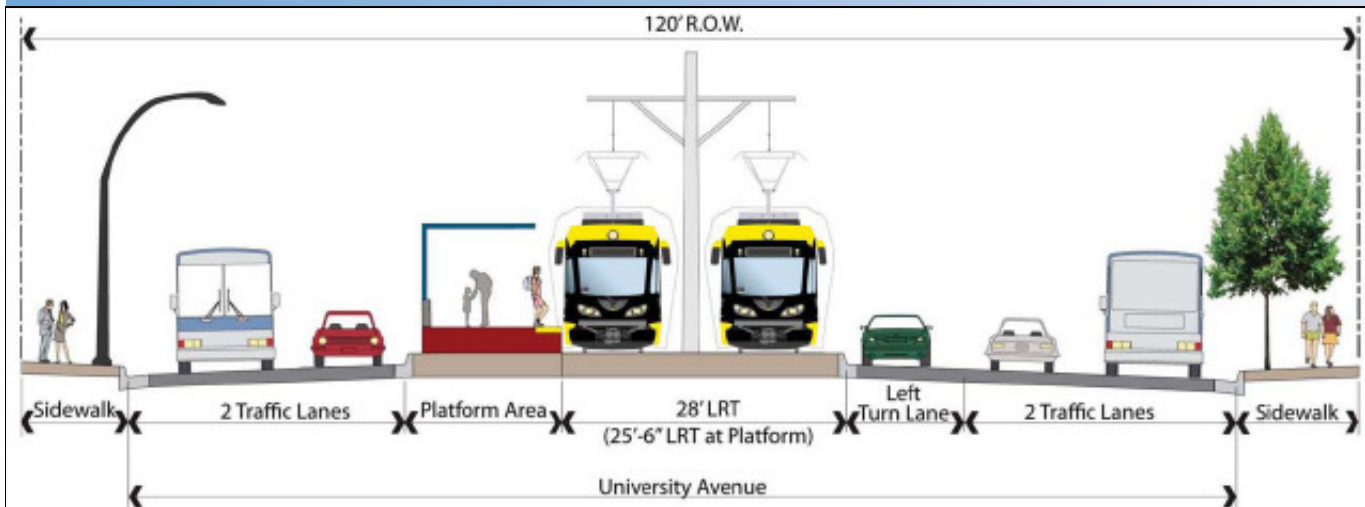 120' R.O.W.
Sidewalk
2 Traffic Lanes
Platform Area
28' LRT
(25'-6" LRT at Platform)
Left
Turn Lane
2 Traffic Lanes
Sidewalk
University Avenue